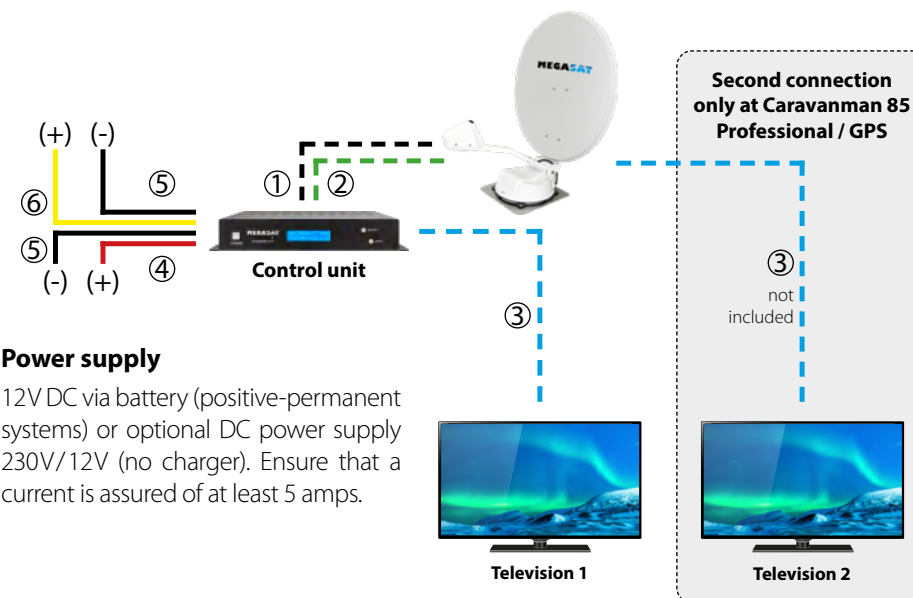 MEGASAT
Second connection
only at Caravanman 85
Professional / GPS
(+) (-)
① ②
⑤
⑥
⑤
④
(-) (+)
MEGASAT
Control unit
③
③
not
included
Power supply
12V DC via battery (positive-permanent
systems) or optional DC power supply
230V/12V (no charger). Ensure that a
current is assured of at least 5 amps.
Television 1
Television 2